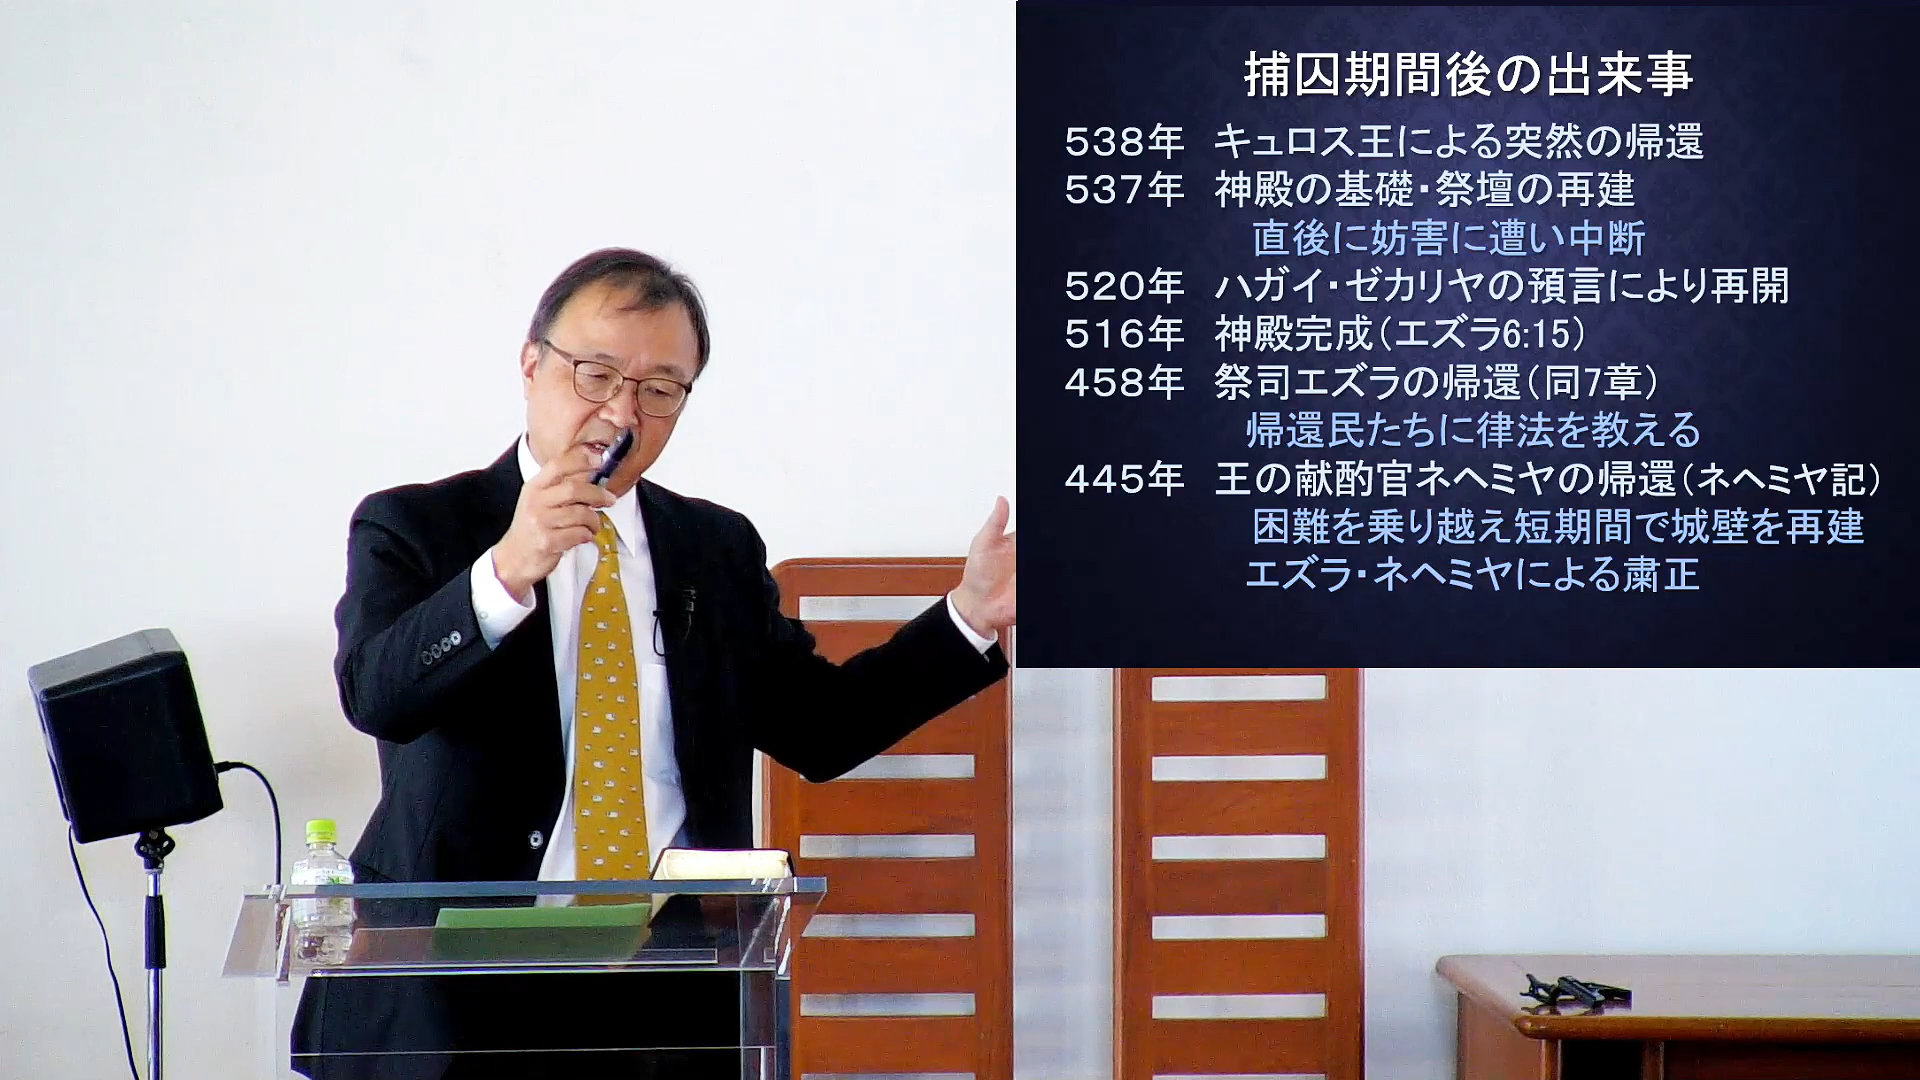 捕囚期間後の出来事
538年 キュロス王による突然の帰還
537年 神殿の基礎・祭壇の再建
直後に妨害に遭い中断
520年 ハガイ・ゼカリヤの預言により再開
516年 神殿完成(エズラ6:15)
458年 祭司エズラの帰還(同7章)
帰還民たちに律法を教える
445年 王の献酌官ネヘミヤの帰還(ネヘミヤ記)
困難を乗り越え短期間で城壁を再建
エズラ・ネヘミヤによる粛正